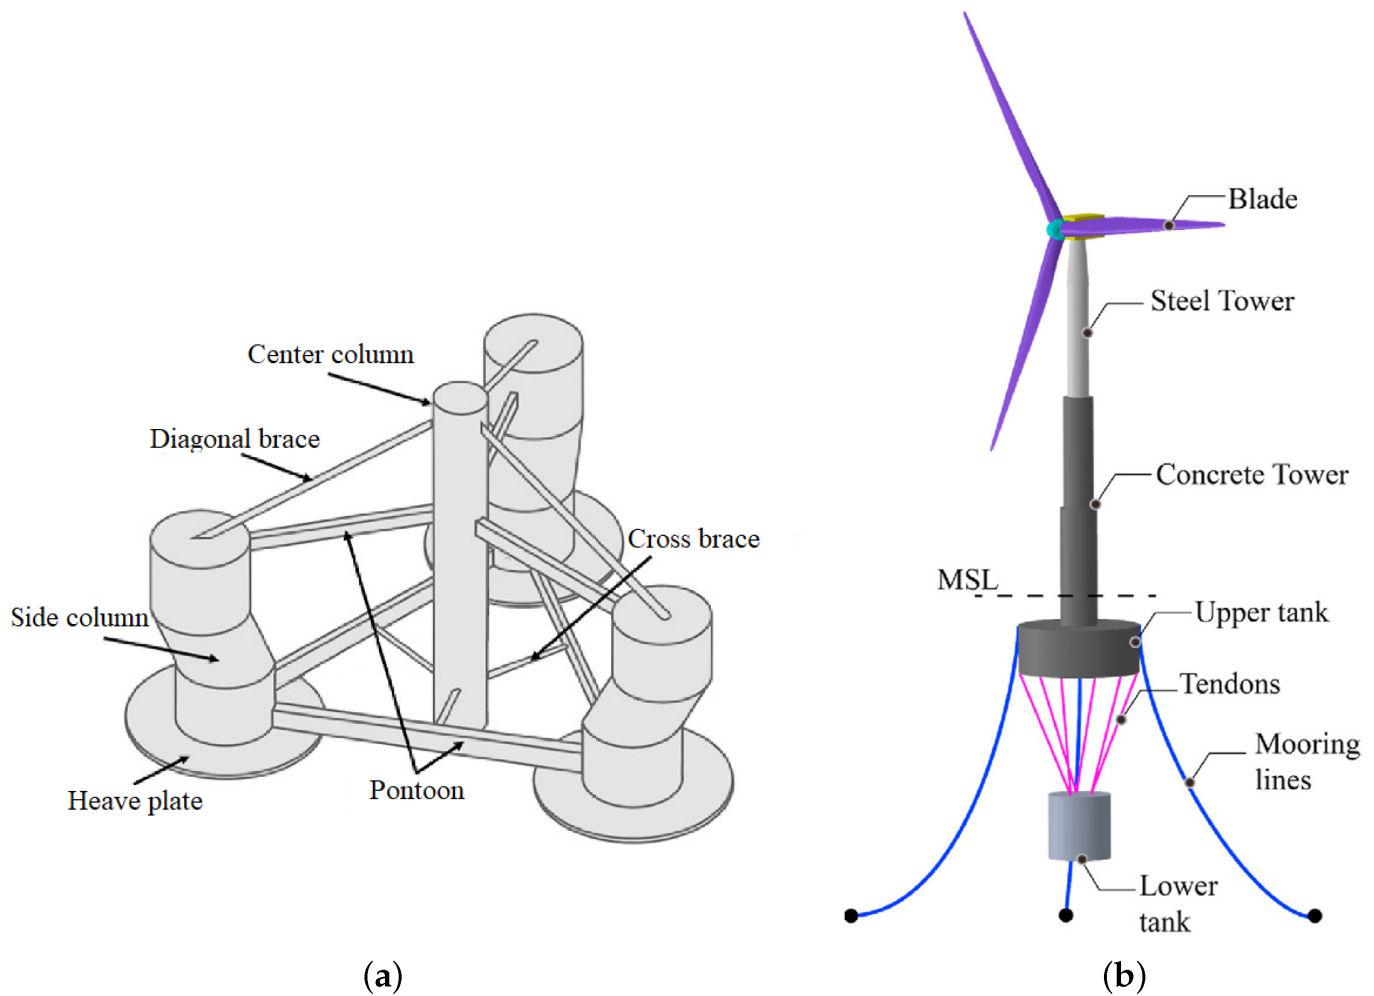 Center column
Diagonal brace
Cross brace
Side column
Heave plate
Pontoon
(a)
Blade
Steel Tower
Concrete Tower
MSL
Upper tank
Tendons
Mooring
lines
Lower
tank
(b)